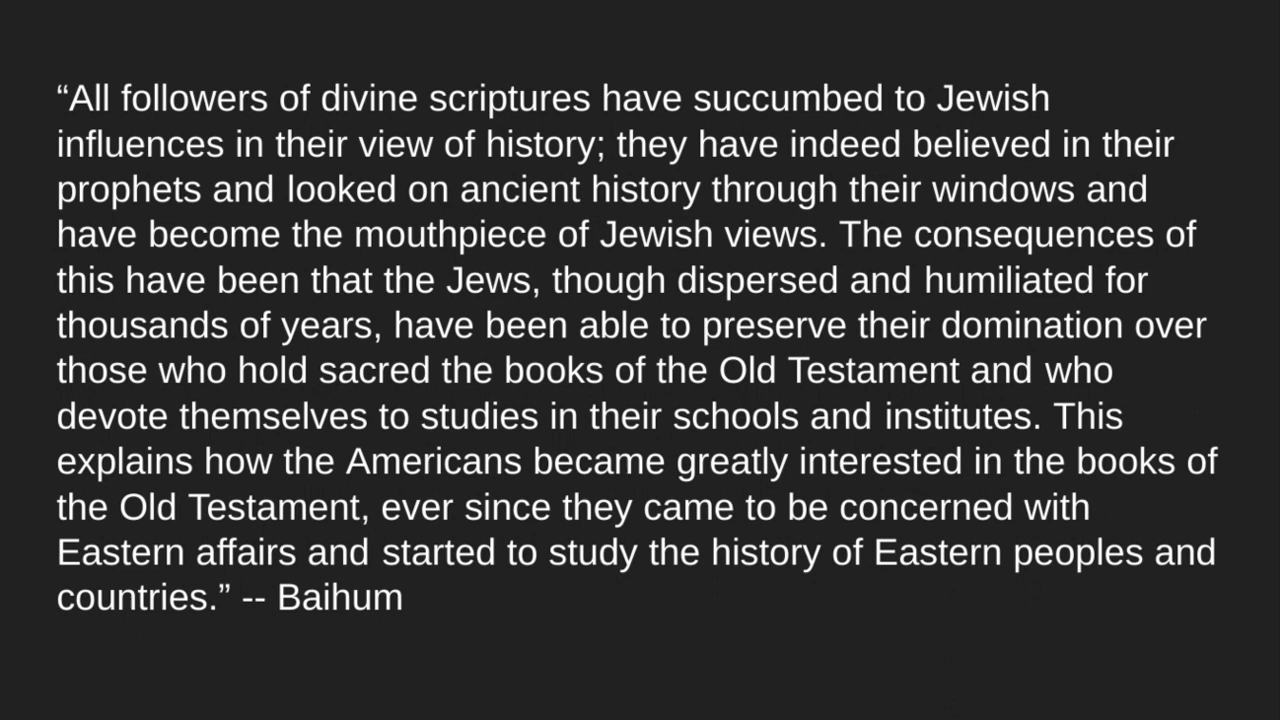 “All followers of divine scriptures have succumbed to Jewish
influences in their view of history; they have indeed believed in their
prophets and looked on ancient history through their windows and
have become the mouthpiece of Jewish views. The consequences of
this have been that the Jews, though dispersed and humiliated for
thousands of years, have been able to preserve their domination over
those who hold sacred the books of the Old Testament and who
devote themselves to studies in their schools and institutes. This
explains how the Americans became greatly interested in the books of
the Old Testament, ever since they came to be concerned with
Eastern affairs and started to study the history of Eastern peoples and
countries.” -- Baihum